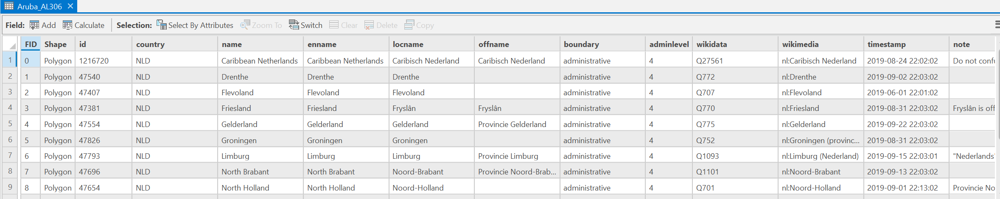 Aruba_AL306
Field: Add Calculate Selection: Select By Attributes Zoom To Switch Clear Delete Copy
FID Shape id country name enname locname offname boundary adminlevel wikidata wikimedia timestamp note
1 0 Polygon 1216720 NLD Caribbean Netherlands Caribbean Netherlands Caribisch Nederland Caribisch Nederland administrative 4 Q27561 nl:Caribisch Nederland 2019-08-24 22:02:02 Do not conf
2 1 Polygon 47540 NLD Drenthe Drenthe Drenthe administrative 4 Q772 nl:Drenthe 2019-09-02 22:03:02
3 2 Polygon 47407 NLD Flevoland Flevoland Flevoland administrative 4 Q707 nl:Flevoland 2019-06-01 22:01:02
4 3 Polygon 47381 NLD Friesland Friesland Fryslân Fryslân administrative 4 Q770 nl:Friesland 2019-08-31 22:03:02 Fryslân is off
5 4 Polygon 47554 NLD Gelderland Gelderland Gelderland Provincie Gelderland administrative 4 Q775 nl:Gelderland 2019-09-22 22:03:02
6 5 Polygon 47826 NLD Groningen Groningen Groningen administrative 4 Q752 nl:Groningen (provinc... 2019-08-31 22:03:02
7 6 Polygon 47793 NLD Limburg Limburg Limburg Provincie Limburg administrative 4 Q1093 nl:Limburg (Nederland) 2019-09-15 22:03:01 "Nederlands"
8 7 Polygon 47696 NLD North Brabant North Brabant Noord-Brabant Provincie Noord-Brab... administrative 4 Q1101 nl:Noord-Brabant 2019-09-13 22:03:02
9 8 Polygon 47654 NLD North Holland North Holland Noord-Holland administrative 4 Q701 nl:Noord-Holland 2019-09-01 22:13:02 Provincie No